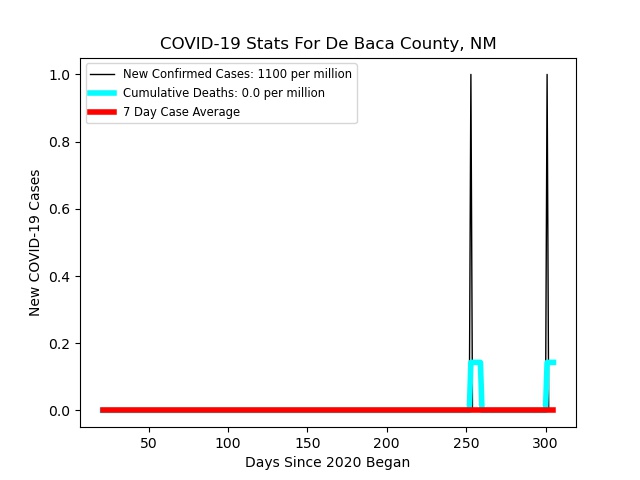 COVID-19 Stats For De Baca County, NM
New Confirmed Cases: 1100 per million
Cumulative Deaths: 0.0 per million
7 Day Case Average
New COVID-19 Cases
1.0
0.8
0.6
0.4
0.2
0.0
50 100 150 200 250 300
Days Since 2020 Began